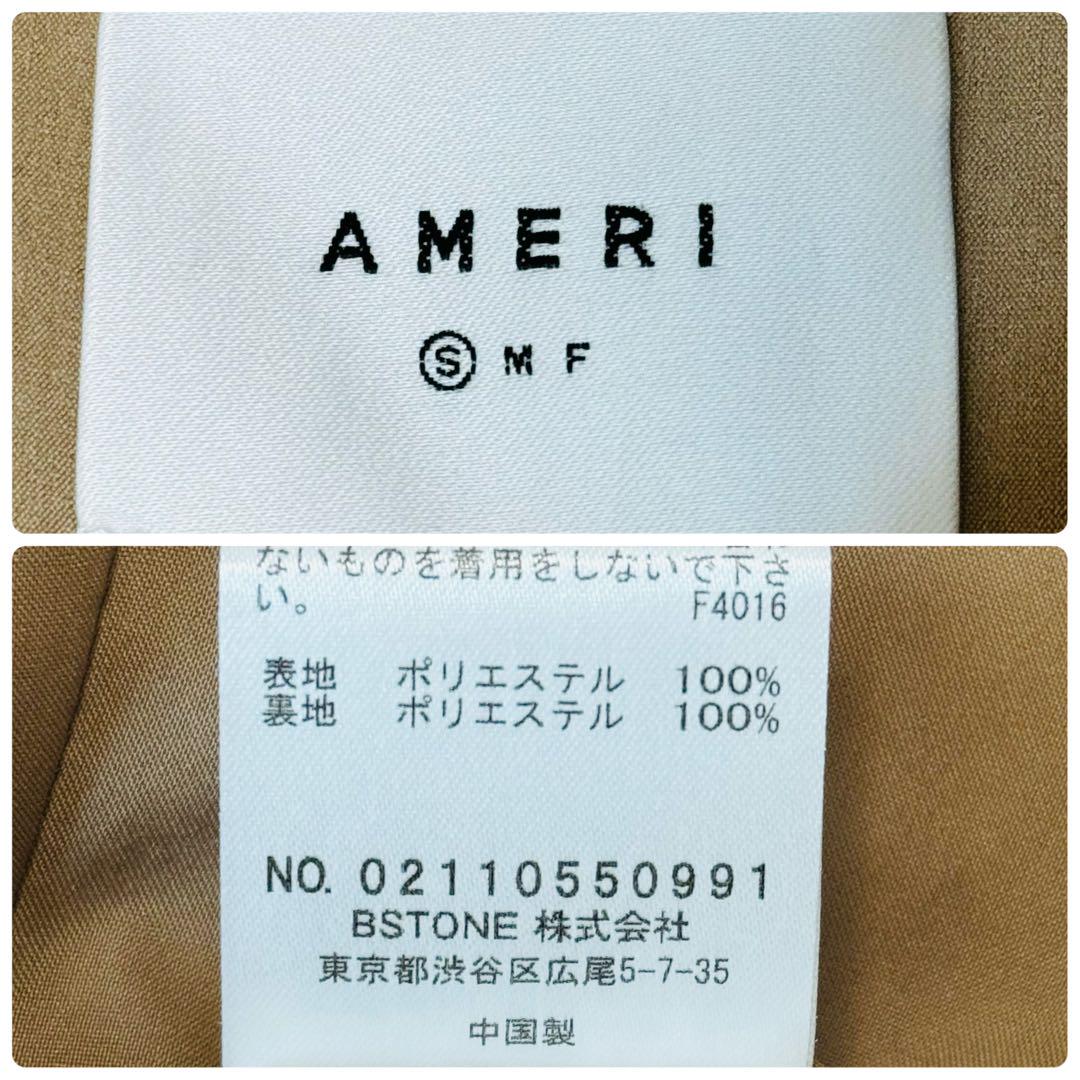 AMERI
Ⓢ M F
ないものを着用をしないで下さ
い。 F4016
表地 ポリエステル 100%
裏地 ポリエステル 100%
NO. 02110550991
BSTONE 株式会社
東京都渋谷区広尾5-7-35
中国製